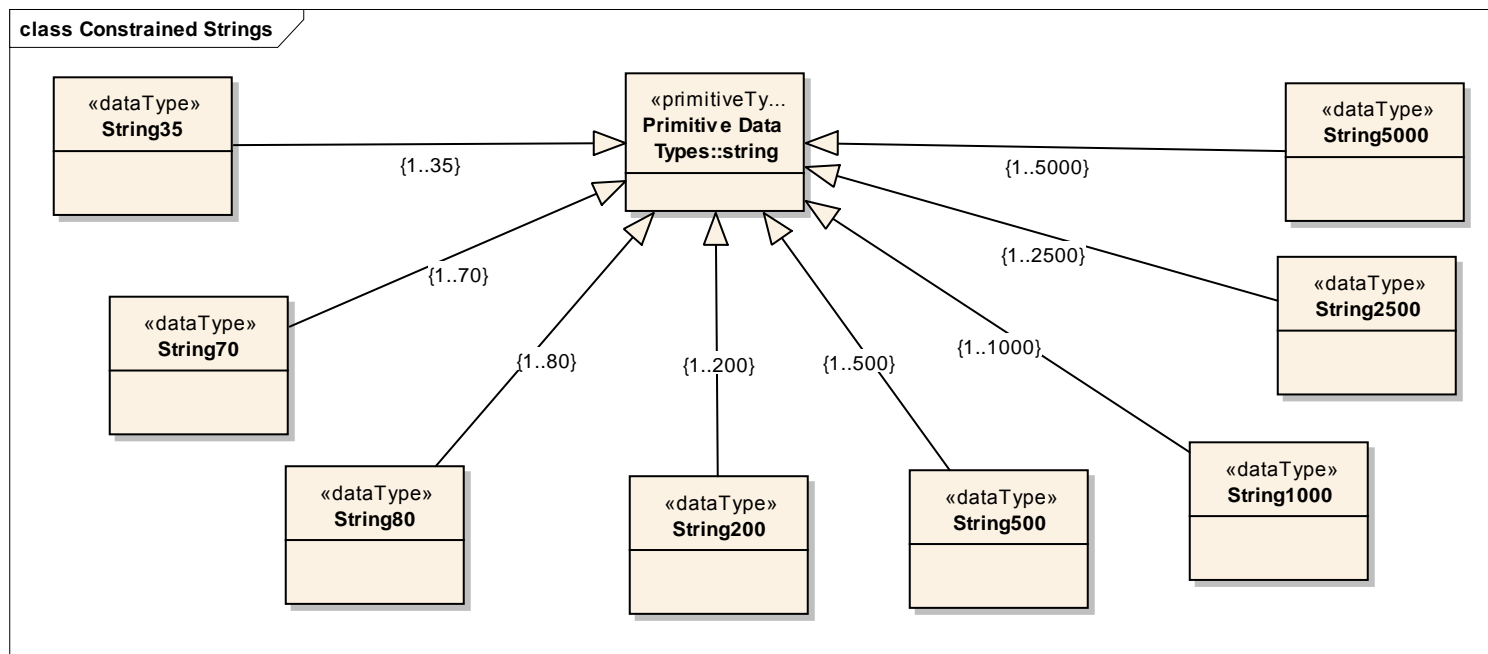 class Constrained Strings
«dataType»
String35
«primitiveTy...
Primitive Data
Types::string
«dataType»
String5000
{1..35}
{1..5000}
{1..70}
{1..2500}
«dataType»
String70
«dataType»
String2500
{1..80}
{1..200}
{1..500}
{1..1000}
«dataType»
String80
«dataType»
String200
«dataType»
String500
«dataType»
String1000